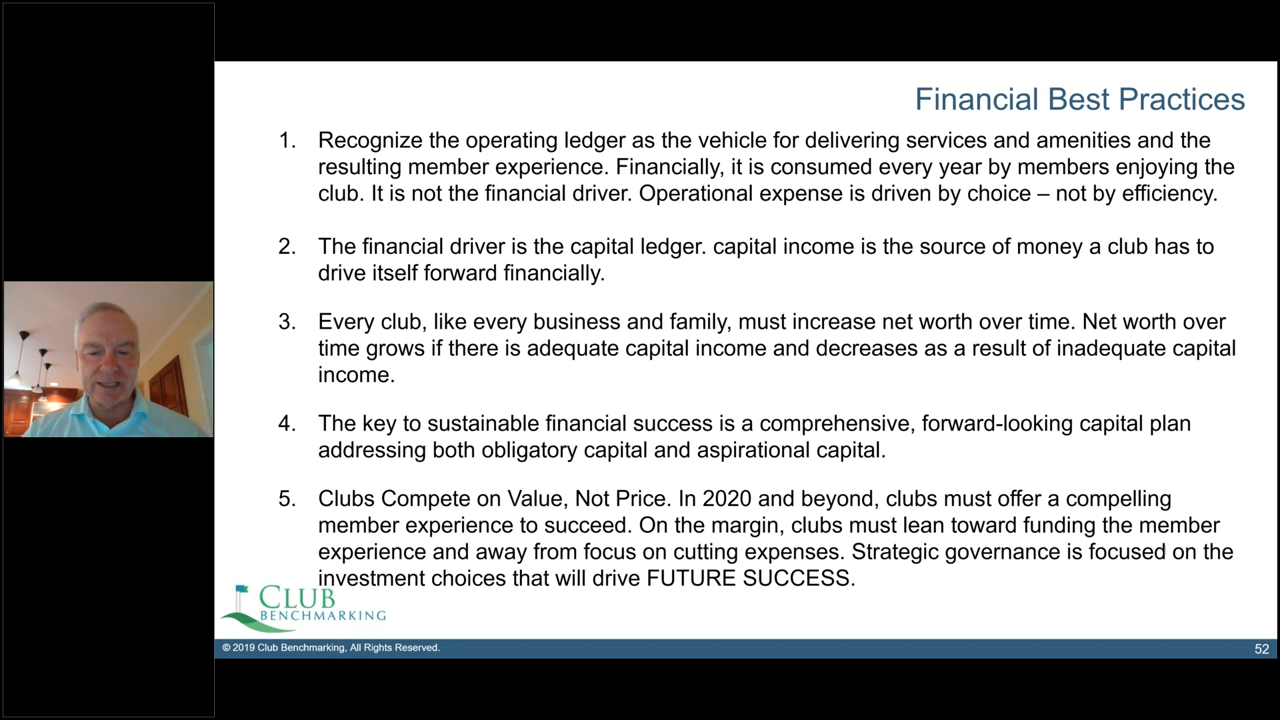 Financial Best Practices
1. Recognize the operating ledger as the vehicle for delivering services and amenities and the
resulting member experience. Financially, it is consumed every year by members enjoying the
club. It is not the financial driver. Operational expense is driven by choice – not by efficiency.
2. The financial driver is the capital ledger. capital income is the source of money a club has to
drive itself forward financially.
3. Every club, like every business and family, must increase net worth over time. Net worth over
time grows if there is adequate capital income and decreases as a result of inadequate capital
income.
4. The key to sustainable financial success is a comprehensive, forward-looking capital plan
addressing both obligatory capital and aspirational capital.
5. Clubs Compete on Value, Not Price. In 2020 and beyond, clubs must offer a compelling
member experience to succeed. On the margin, clubs must lean toward funding the member
experience and away from focus on cutting expenses. Strategic governance is focused on the
investment choices that will drive FUTURE SUCCESS.
CLUB
BENCHMARKING
© 2019 Club Benchmarking, All Rights Reserved.
52